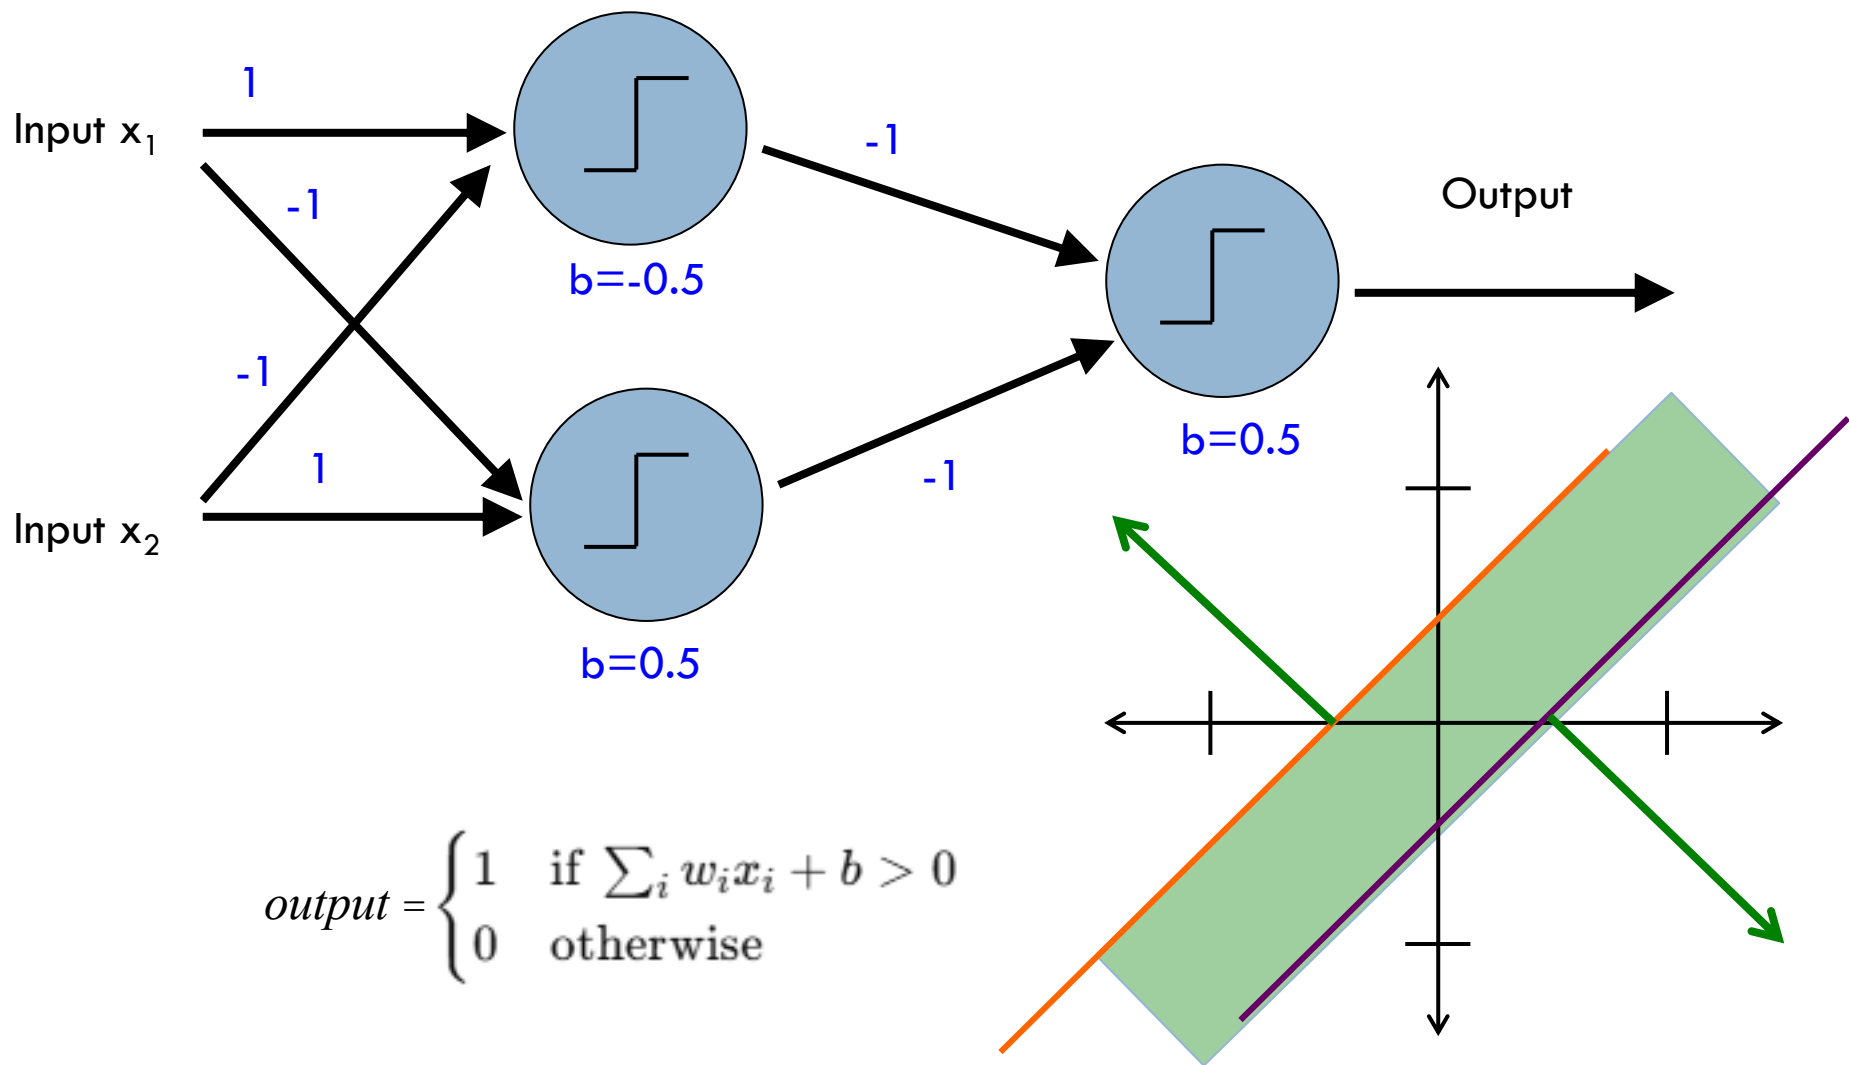 1
Input x₁
-1
-1
b=-0.5
Output
-1
1
b=0.5
-1
Input x₂
b=0.5
output = { 1 if ∑ᵢ wᵢxᵢ + b > 0
0 otherwise